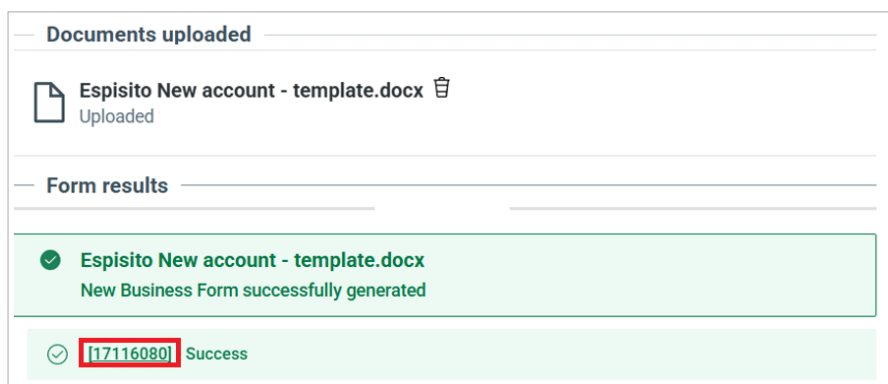 Documents uploaded
Espisito New account - template.docx
Uploaded
Form results
Espisito New account - template.docx
New Business Form successfully generated
[17116080] Success